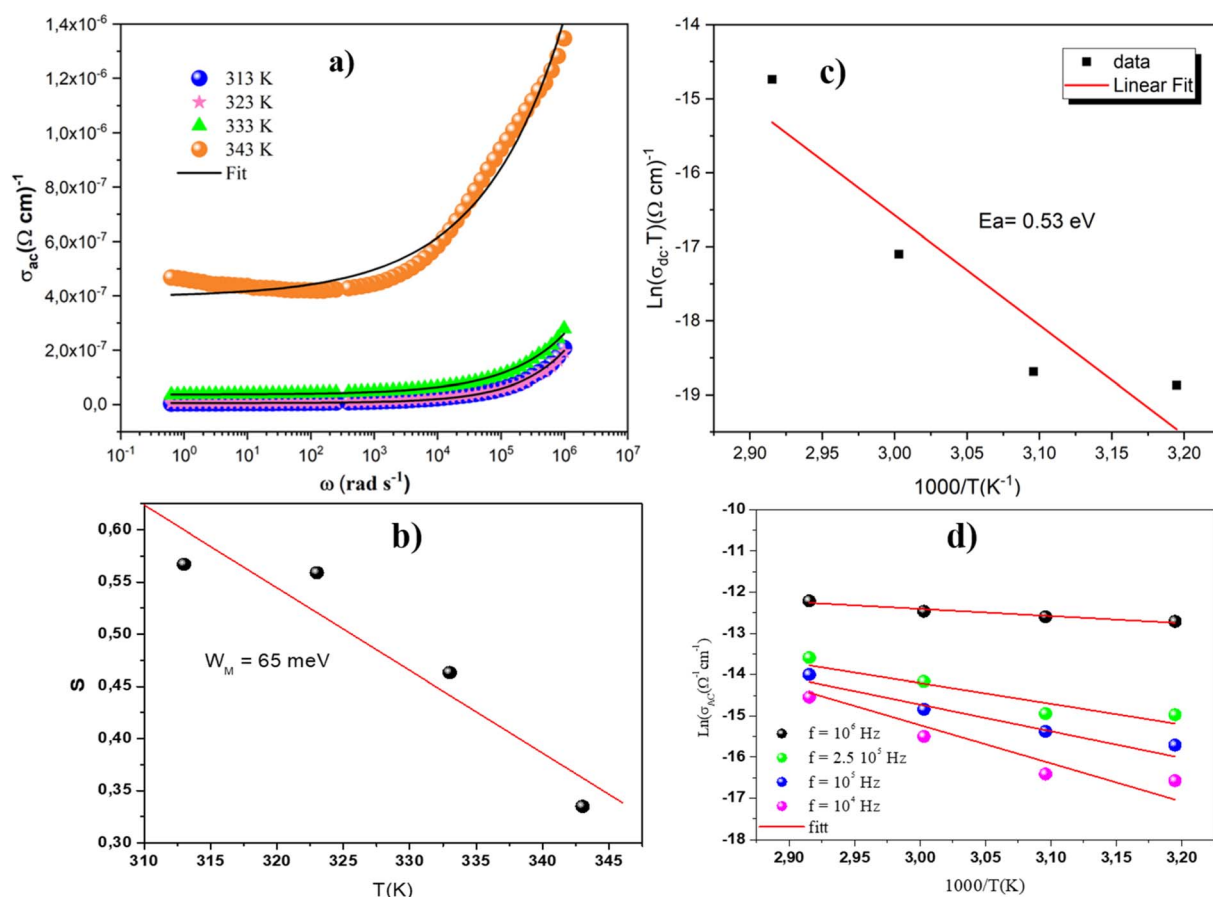 a)
1,4x10⁻⁶
1,2x10⁻⁶
1,0x10⁻⁶
8,0x10⁻⁷
6,0x10⁻⁷
4,0x10⁻⁷
2,0x10⁻⁷
0,0
σac(Ω cm)⁻¹
313 K
323 K
333 K
343 K
Fit
10⁻¹ 10⁰ 10¹ 10² 10³ 10⁴ 10⁵ 10⁶ 10⁷
ω (rad s⁻¹)
c)
-14
-15
-16
-17
-18
-19
Ln(σdc.T)(Ω cm)⁻¹
data
Linear Fit
Ea= 0.53 eV
2,90 2,95 3,00 3,05 3,10 3,15 3,20
1000/T(K⁻¹)
b)
0,60
0,55
0,50
0,45
0,40
0,35
0,30
S
W_M = 65 meV
310 315 320 325 330 335 340 345
T(K)
d)
-10
-11
-12
-13
-14
-15
-16
-17
-18
Ln(σAC(Ω⁻¹cm⁻¹)
f = 10⁶ Hz
f = 2.5 10⁵ Hz
f = 10⁵ Hz
f = 10⁴ Hz
fitt
2,90 2,95 3,00 3,05 3,10 3,15 3,20
1000/T(K)